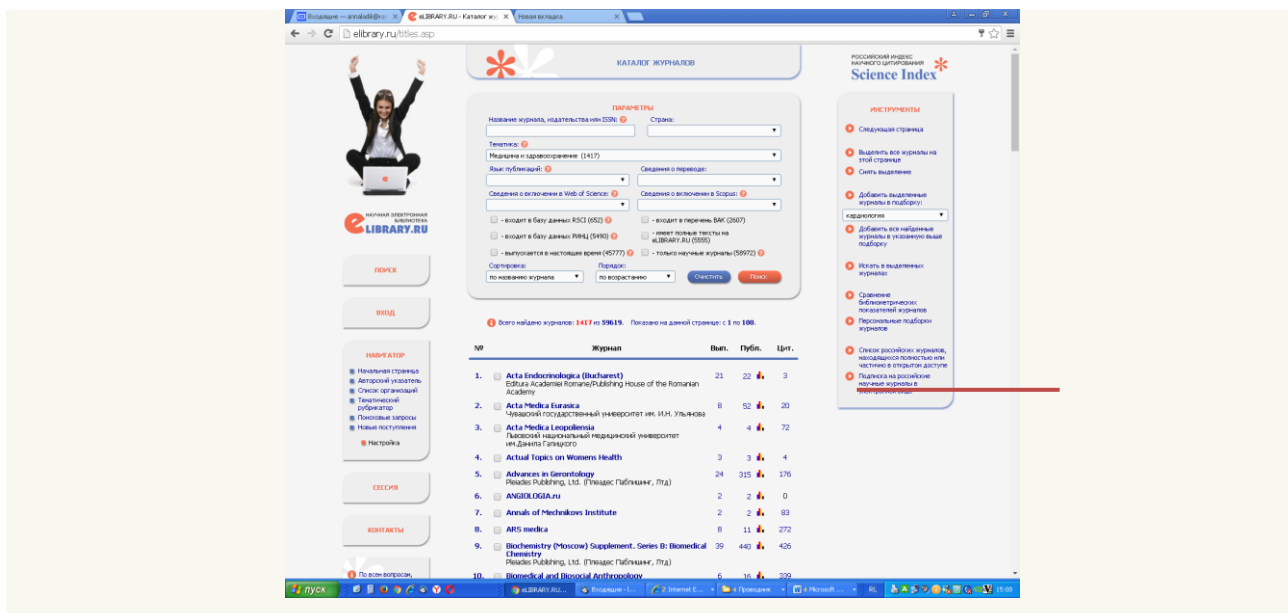 Входящие — annaladik@ro
eLIBRARY.RU - Каталог жу
Новая вкладка
elibrary.ru/titles.asp
НАУЧНАЯ ЭЛЕКТРОННАЯ
БИБЛИОТЕКА
eLIBRARY.RU
ПОИСК
ВХОД
НАВИГАТОР
Начальная страница
Авторский указатель
Список организаций
Тематический
рубрикатор
Поисковые запросы
Новые поступления
Настройка
СЕССИЯ
КОНТАКТЫ
По всем вопросам,
КАТАЛОГ ЖУРНАЛОВ
ПАРАМЕТРЫ
Название журнала, издательства или ISSN: Страна:
Тематика:
Медицина и здравоохранение (1417)
Язык публикаций: Сведения о переводе:
Сведения о включении в Web of Science: Сведения о включении в Scopus:
- входит в базу данных RSCI (652) - входит в перечень ВАК (2607)
- входит в базу данных РИНЦ (5490) - имеет полные тексты на
eLIBRARY.RU (5555)
- выпускается в настоящее время (45777) - только научные журналы (58972)
Сортировка: Порядок:
по названию журнала по возрастанию Очистить Поиск
Всего найдено журналов: 1417 из 59619. Показано на данной странице: с 1 по 100.
№ Журнал Вып. Публ. Цит.
1. Acta Endocrinologica (Bucharest) 21 22 3
Editura Academiei Romane/Publishing House of the Romanian
Academy
2. Acta Medica Eurasica 8 52 20
Чувашский государственный университет им. И.Н. Ульянова
3. Acta Medica Leopoliensia 4 4 72
Львовский национальный медицинский университет
им.Данила Галицкого
4. Actual Topics on Womens Health 3 3 4
5. Advances in Gerontology 24 315 176
Pleiades Publishing, Ltd. (Плеадес Паблишинг, Лтд)
6. ANGIOLOGIA.ru 2 2 0
7. Annals of Mechnikovs Institute 2 2 83
8. ARS medica 8 11 272
9. Biochemistry (Moscow) Supplement. Series B: Biomedical 39 440 426
Chemistry
Pleiades Publishing, Ltd. (Плеадес Паблишинг, Лтд)
10. Biomedical and Biosocial Anthropology 6 16 339
РОССИЙСКИЙ ИНДЕКС
НАУЧНОГО ЦИТИРОВАНИЯ
Science Index
ИНСТРУМЕНТЫ
Следующая страница
Выделить все журналы на
этой странице
Снять выделение
Добавить выделенные
журналы в подборку:
кардиология
Добавить все найденные
журналы в указанную выше
подборку
Искать в выделенных
журналах
Сравнение
библиометрических
показателей журналов
Персональные подборки
журналов
Список российских журналов,
находящихся полностью или
частично в открытом доступе
Подписка на российские
научные журналы в
электронном виде
пуск
eLIBRARY.RU...
Входящие - I...
2 Internet E...
4 Проводник
4 Microsoft ...
RL
15:00